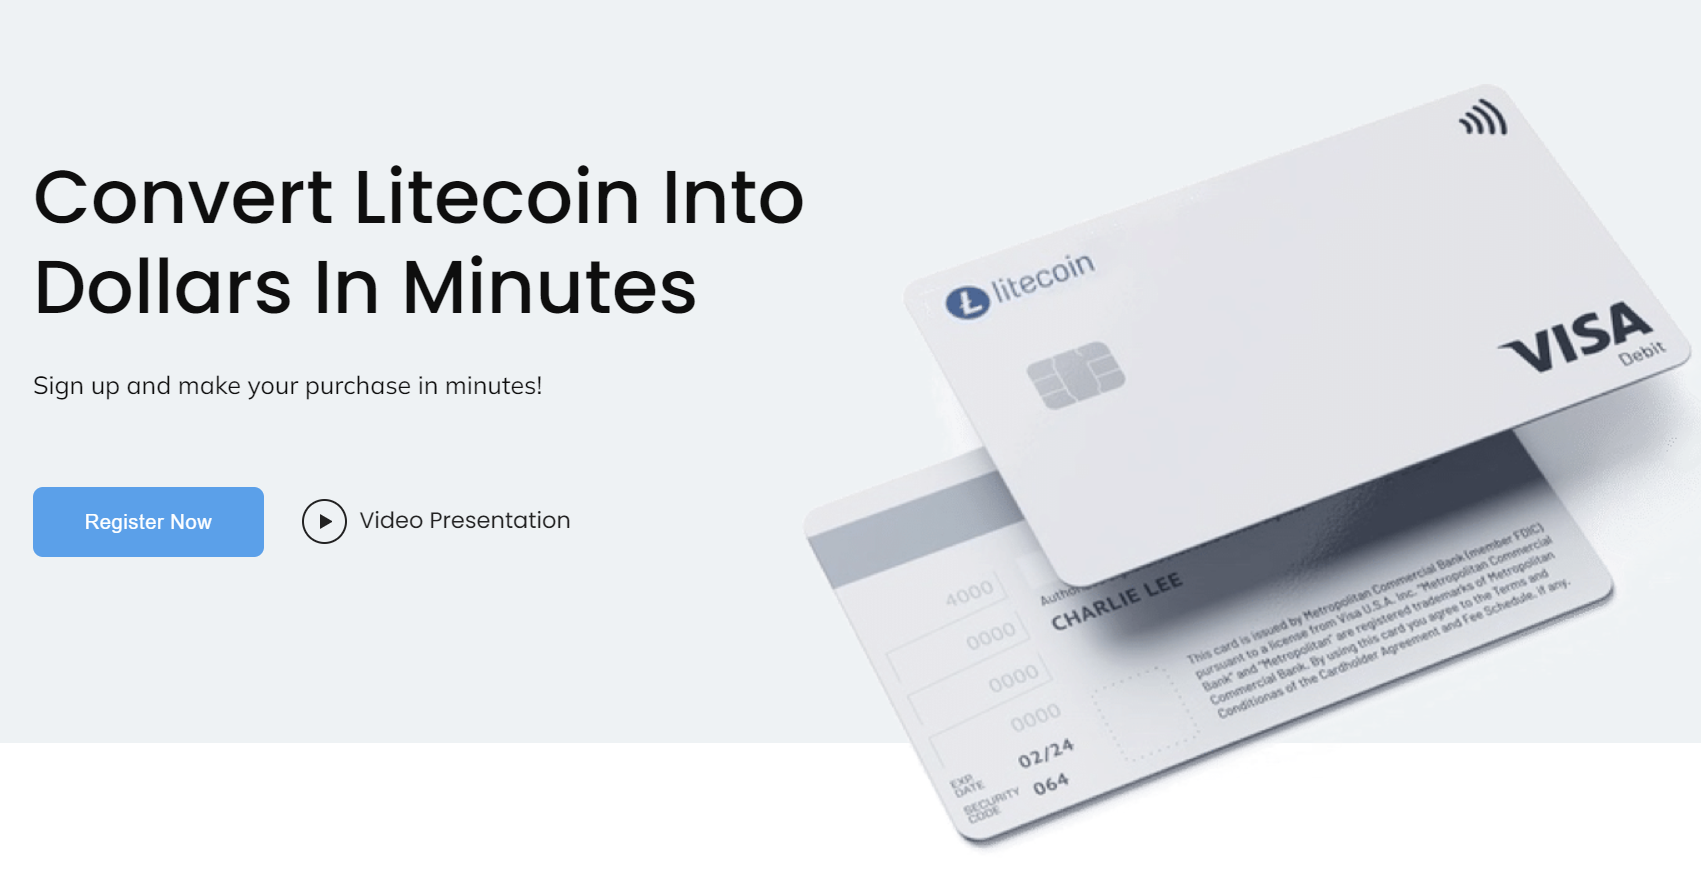 Convert Litecoin Into
Dollars In Minutes
Sign up and make your purchase in minutes!
Register Now
Video Presentation
litecoin
VISA
Debit
CHARLIE LEE
4000
0000
0000
0000
EXP.
DATE
02/24
SECURITY
CODE
064
This card is issued by Metropolitan Commercial Bank (member FDIC)
pursuant to a license from Visa U.S.A. Inc. "Metropolitan Commercial
Bank" and "Metropolitan" are registered trademarks of Metropolitan
Commercial Bank. By using this card you agree to the Terms and
Conditionas of the Cardholder Agreement and Fee Schedule. if any.